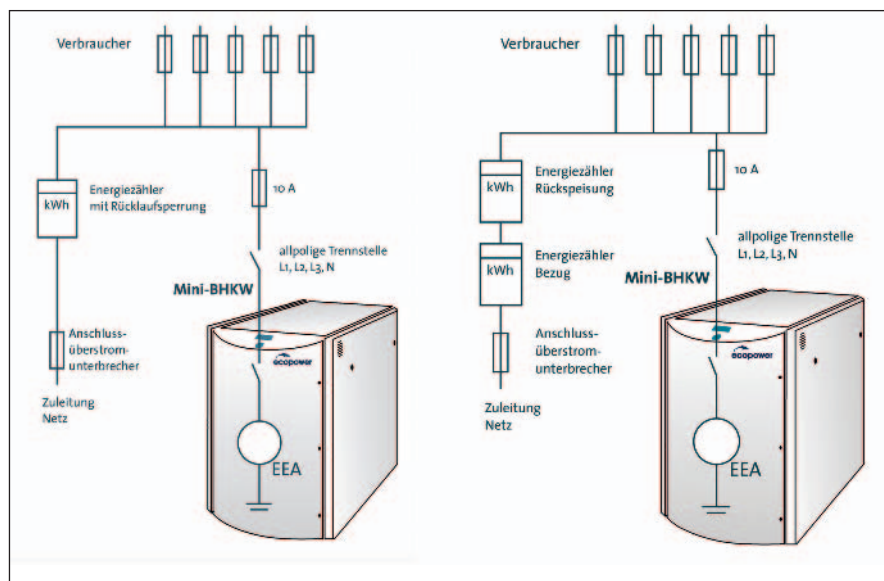 Verbraucher
kWh
Energiezähler
mit Rücklaufsperrung
10 A
allpolige Trennstelle
L1, L2, L3, N
Mini-BHKW
Anschluss-
überstrom-
unterbrecher
Zuleitung
Netz
ecopower
EEA
Verbraucher
kWh
Energiezähler
Rückspeisung
10 A
kWh
Energiezähler
Bezug
allpolige Trennstelle
L1, L2, L3, N
Mini-BHKW
Anschluss-
überstrom-
unterbrecher
Zuleitung
Netz
ecopower
EEA